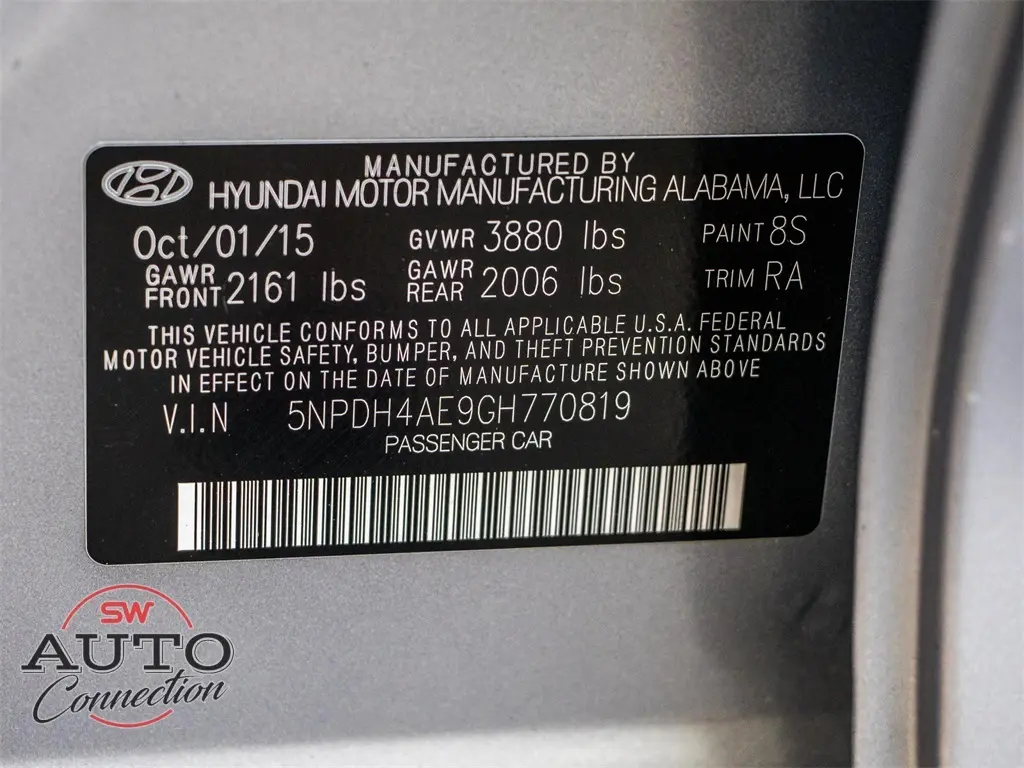 MANUFACTURED BY
HYUNDAI MOTOR MANUFACTURING ALABAMA, LLC
Oct/01/15 GVWR 3880 lbs PAINT 8S
GAWR FRONT 2161 lbs GAWR REAR 2006 lbs TRIM RA
THIS VEHICLE CONFORMS TO ALL APPLICABLE U.S.A. FEDERAL
MOTOR VEHICLE SAFETY, BUMPER, AND THEFT PREVENTION STANDARDS
IN EFFECT ON THE DATE OF MANUFACTURE SHOWN ABOVE
V.I.N 5NPDH4AE9GH770819
PASSENGER CAR
SW
AUTO
Connection